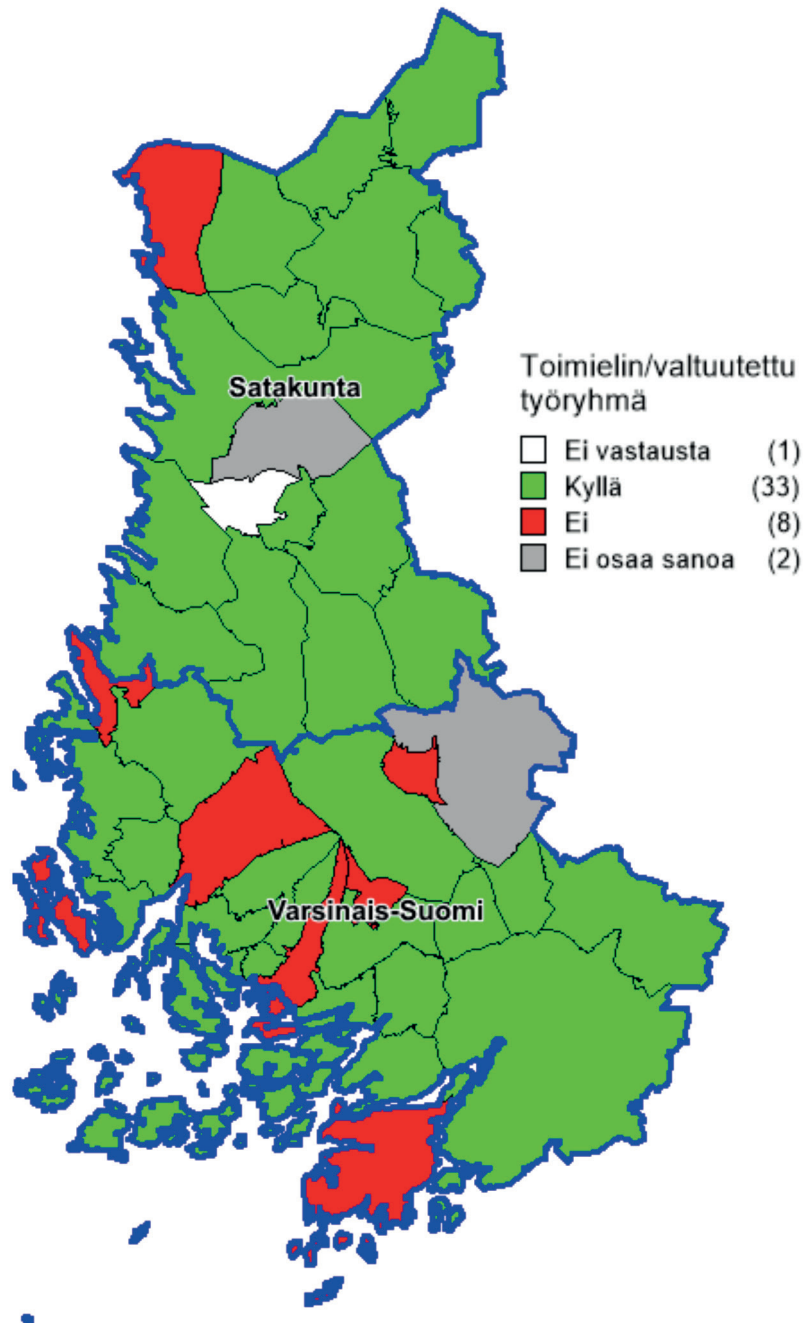 Satakunta
Toimielin/valtuutettu
työryhmä
Ei vastausta (1)
Kyllä (33)
Ei (8)
Ei osaa sanoa (2)
Varsinais-Suomi